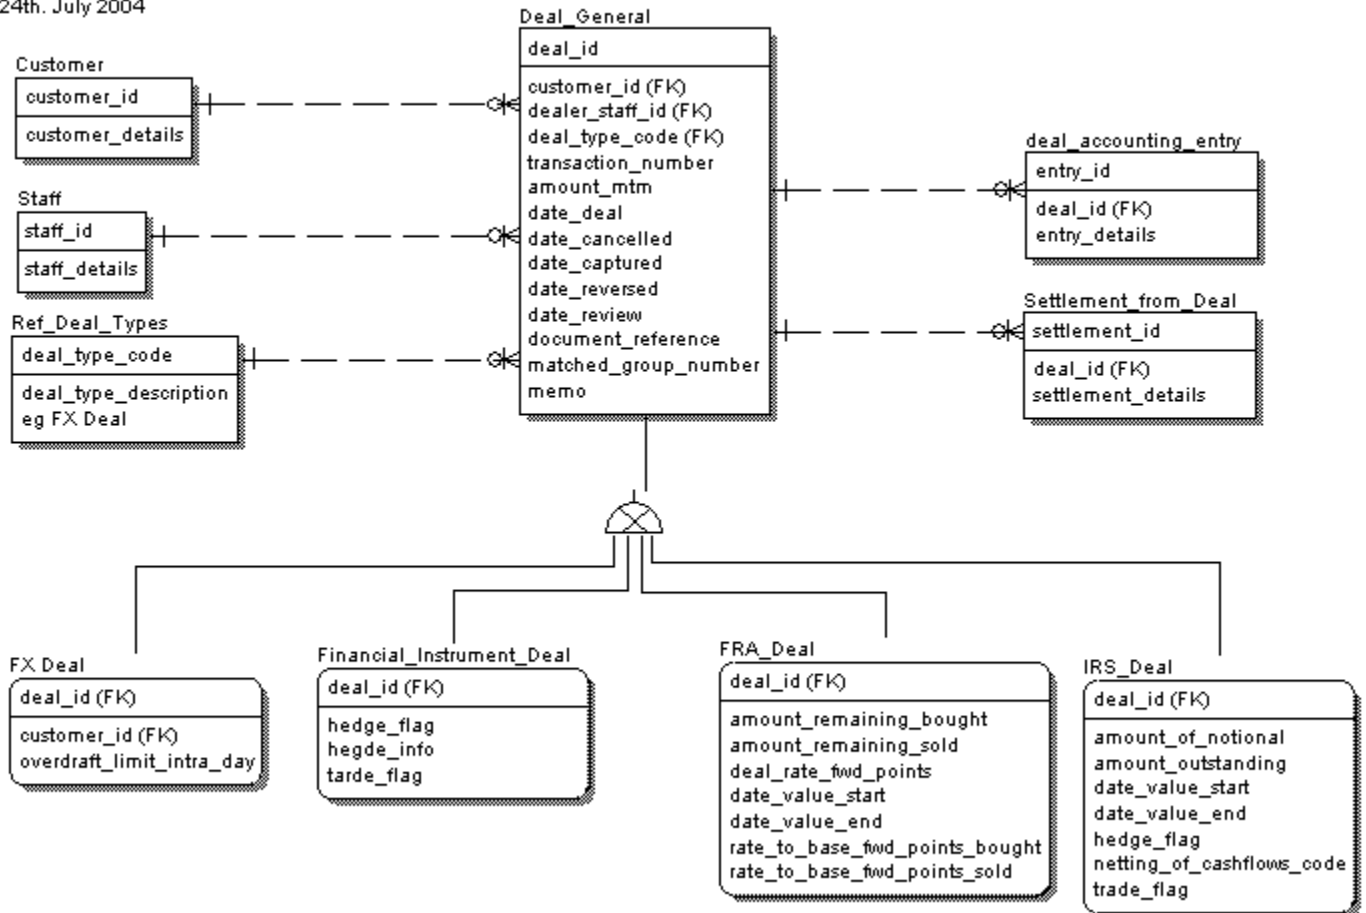 24th. July 2004
Deal_General
deal_id
customer_id (FK)
dealer_staff_id (FK)
deal_type_code (FK)
transaction_number
amount_mtm
date_deal
date_cancelled
date_captured
date_reversed
date_review
document_reference
matched_group_number
memo
Customer
customer_id
customer_details
Staff
staff_id
staff_details
Ref_Deal_Types
deal_type_code
deal_type_description
eg FX Deal
deal_accounting_entry
entry_id
deal_id (FK)
entry_details
Settlement_from_Deal
settlement_id
deal_id (FK)
settlement_details
FX Deal
deal_id (FK)
customer_id (FK)
overdraft_limit_intra_day
Financial_Instrument_Deal
deal_id (FK)
hedge_flag
hegde_info
tarde_flag
FRA_Deal
deal_id (FK)
amount_remaining_bought
amount_remaining_sold
deal_rate_fwd_points
date_value_start
date_value_end
rate_to_base_fwd_points_bought
rate_to_base_fwd_points_sold
IRS_Deal
deal_id (FK)
amount_of_notional
amount_outstanding
date_value_start
date_value_end
hedge_flag
netting_of_cashflows_code
trade_flag